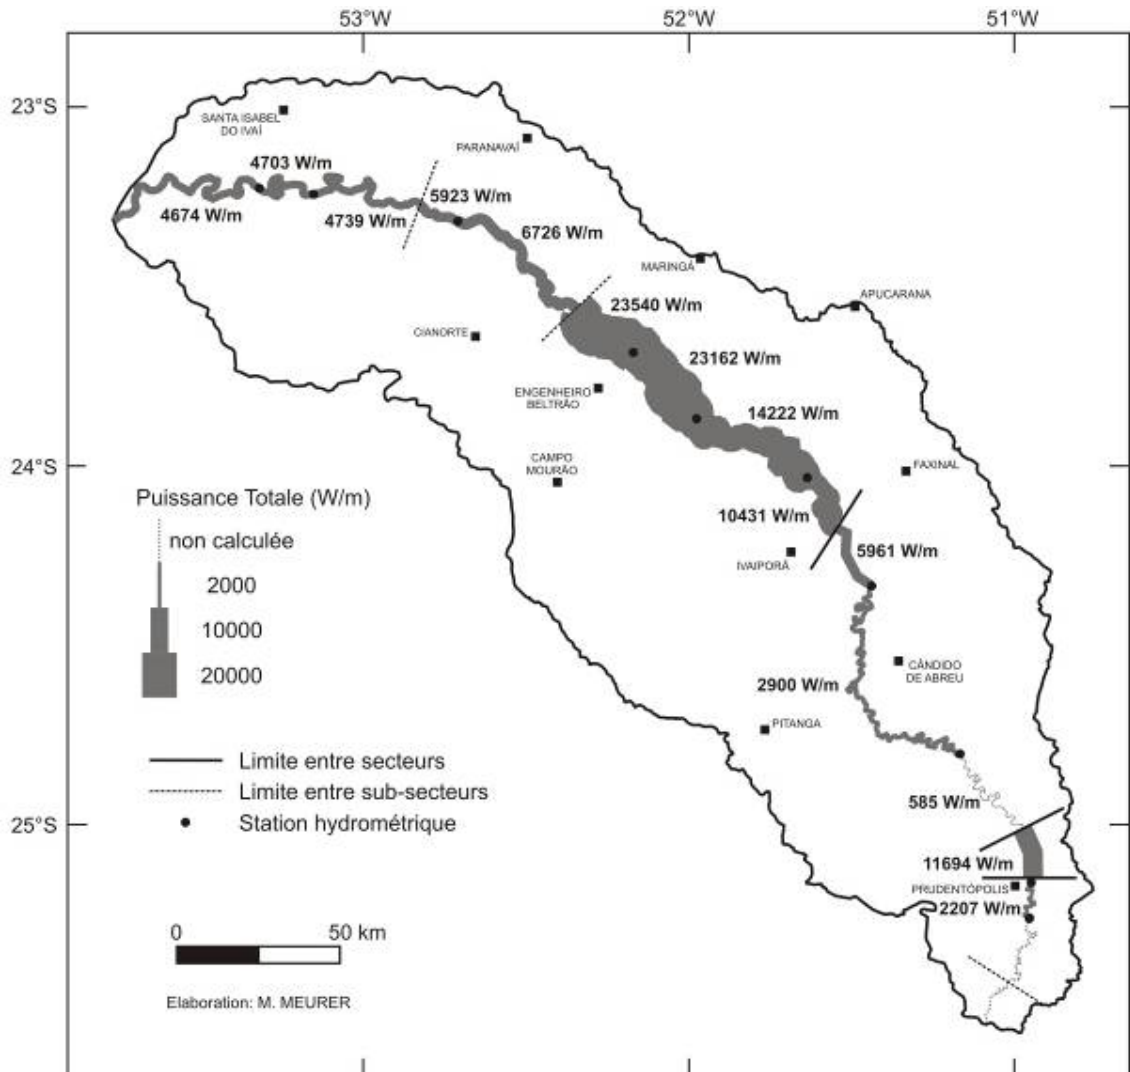 53°W
52°W
51°W
23°S
SANTA ISABEL
DO IVAÍ
PARANAVAÍ
4703 W/m
5923 W/m
4674 W/m
4739 W/m
6726 W/m
MARINGÁ
APUCARANA
23540 W/m
CIANORTE
23162 W/m
ENGENHEIRO
BELTRÃO
14222 W/m
24°S
CAMPO
MOURÃO
FAXINAL
Puissance Totale (W/m)
non calculée
2000
10000
20000
10431 W/m
IVAIPORÃ
5961 W/m
CÂNDIDO
DE ABREU
2900 W/m
PITANGA
Limite entre secteurs
Limite entre sub-secteurs
Station hydrométrique
585 W/m
25°S
11694 W/m
PRUDENTÓPOLIS
2207 W/m
0
50 km
Elaboration: M. MEURER
53°W
52°W
51°W